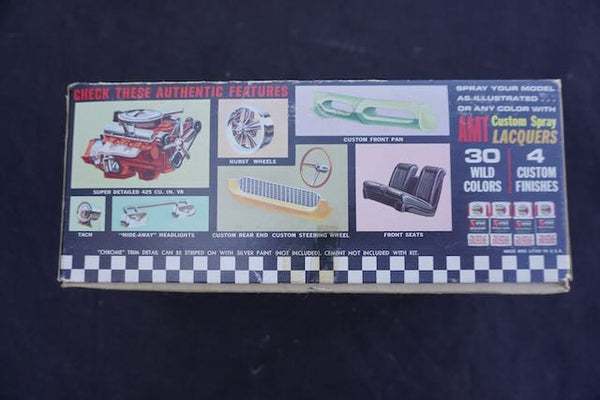 CHECK THESE AUTHENTIC FEATURES
SUPER DETAILED 425 CU. IN. V8
HURST WHEELS
CUSTOM FRONT PAN
TACH
"HIDE-AWAY" HEADLIGHTS
CUSTOM REAR END
CUSTOM STEERING WHEEL
FRONT SEATS
SPRAY YOUR MODEL
AS ILLUSTRATED . . .
OR ANY COLOR WITH
AMT Custom Spray
LACQUERS
30
WILD
COLORS
4
CUSTOM
FINISHES
MADE AND LITHO IN U.S.A.
"CHROME" TRIM DETAIL CAN BE STRIPED ON WITH SILVER PAINT (NOT INCLUDED). CEMENT NOT INCLUDED WITH KIT.